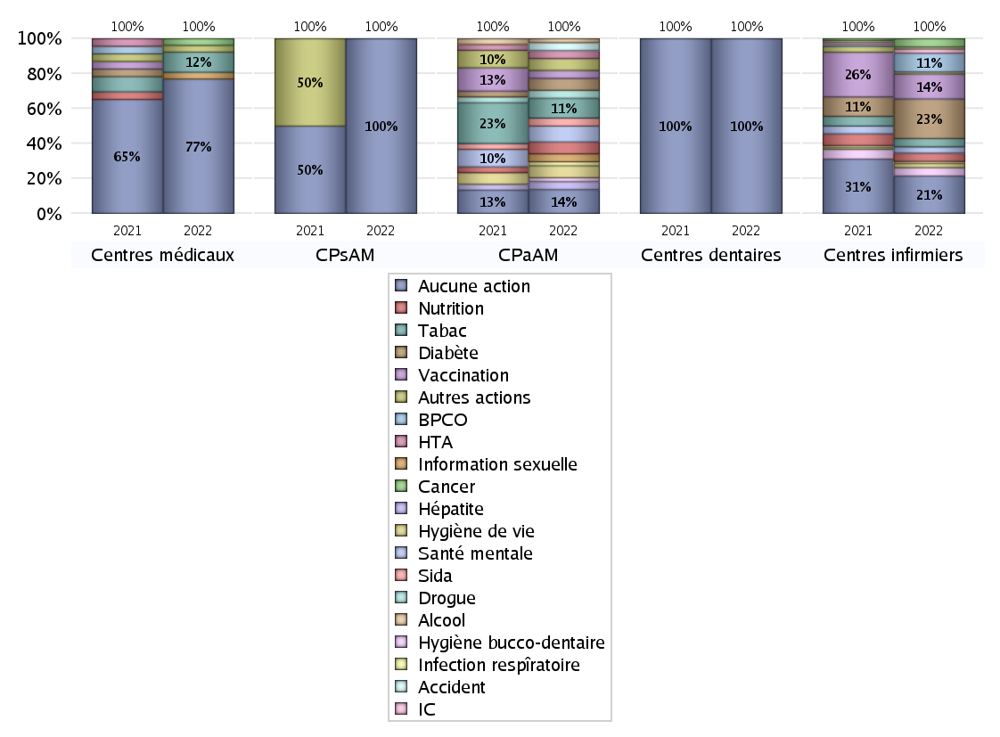 100% 100% 100% 100% 100% 100% 100% 100% 100% 100%
100%
80%
60%
40%
20%
0%
65%
12%
77%
50%
50%
100%
10%
13%
23%
10%
13%
11%
14%
100%
100%
26%
11%
31%
11%
14%
23%
21%
2021 2022 2021 2022 2021 2022 2021 2022 2021 2022
Centres médicaux CPsAM CPaAM Centres dentaires Centres infirmiers
Aucune action
Nutrition
Tabac
Diabète
Vaccination
Autres actions
BPCO
HTA
Information sexuelle
Cancer
Hépatite
Hygiène de vie
Santé mentale
Sida
Drogue
Alcool
Hygiène bucco-dentaire
Infection respîratoire
Accident
IC